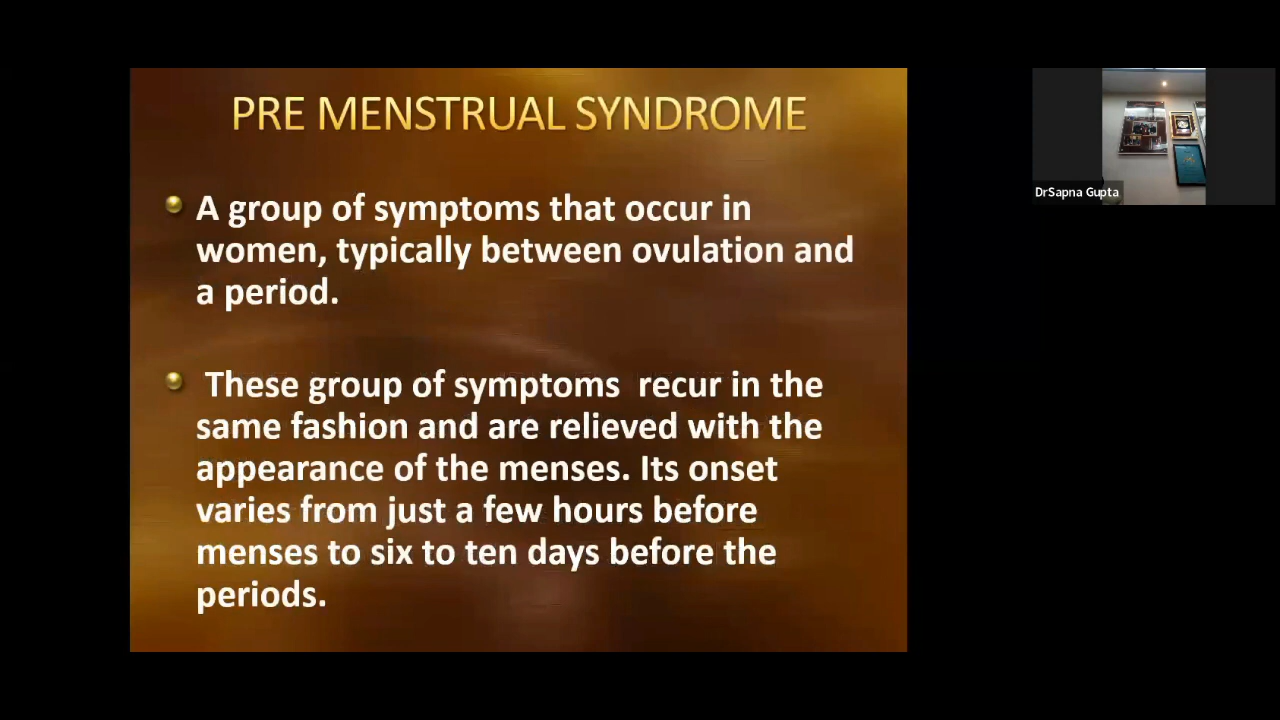 PRE MENSTRUAL SYNDROME
A group of symptoms that occur in
women, typically between ovulation and
a period.
These group of symptoms recur in the
same fashion and are relieved with the
appearance of the menses. Its onset
varies from just a few hours before
menses to six to ten days before the
periods.
DrSapna Gupta